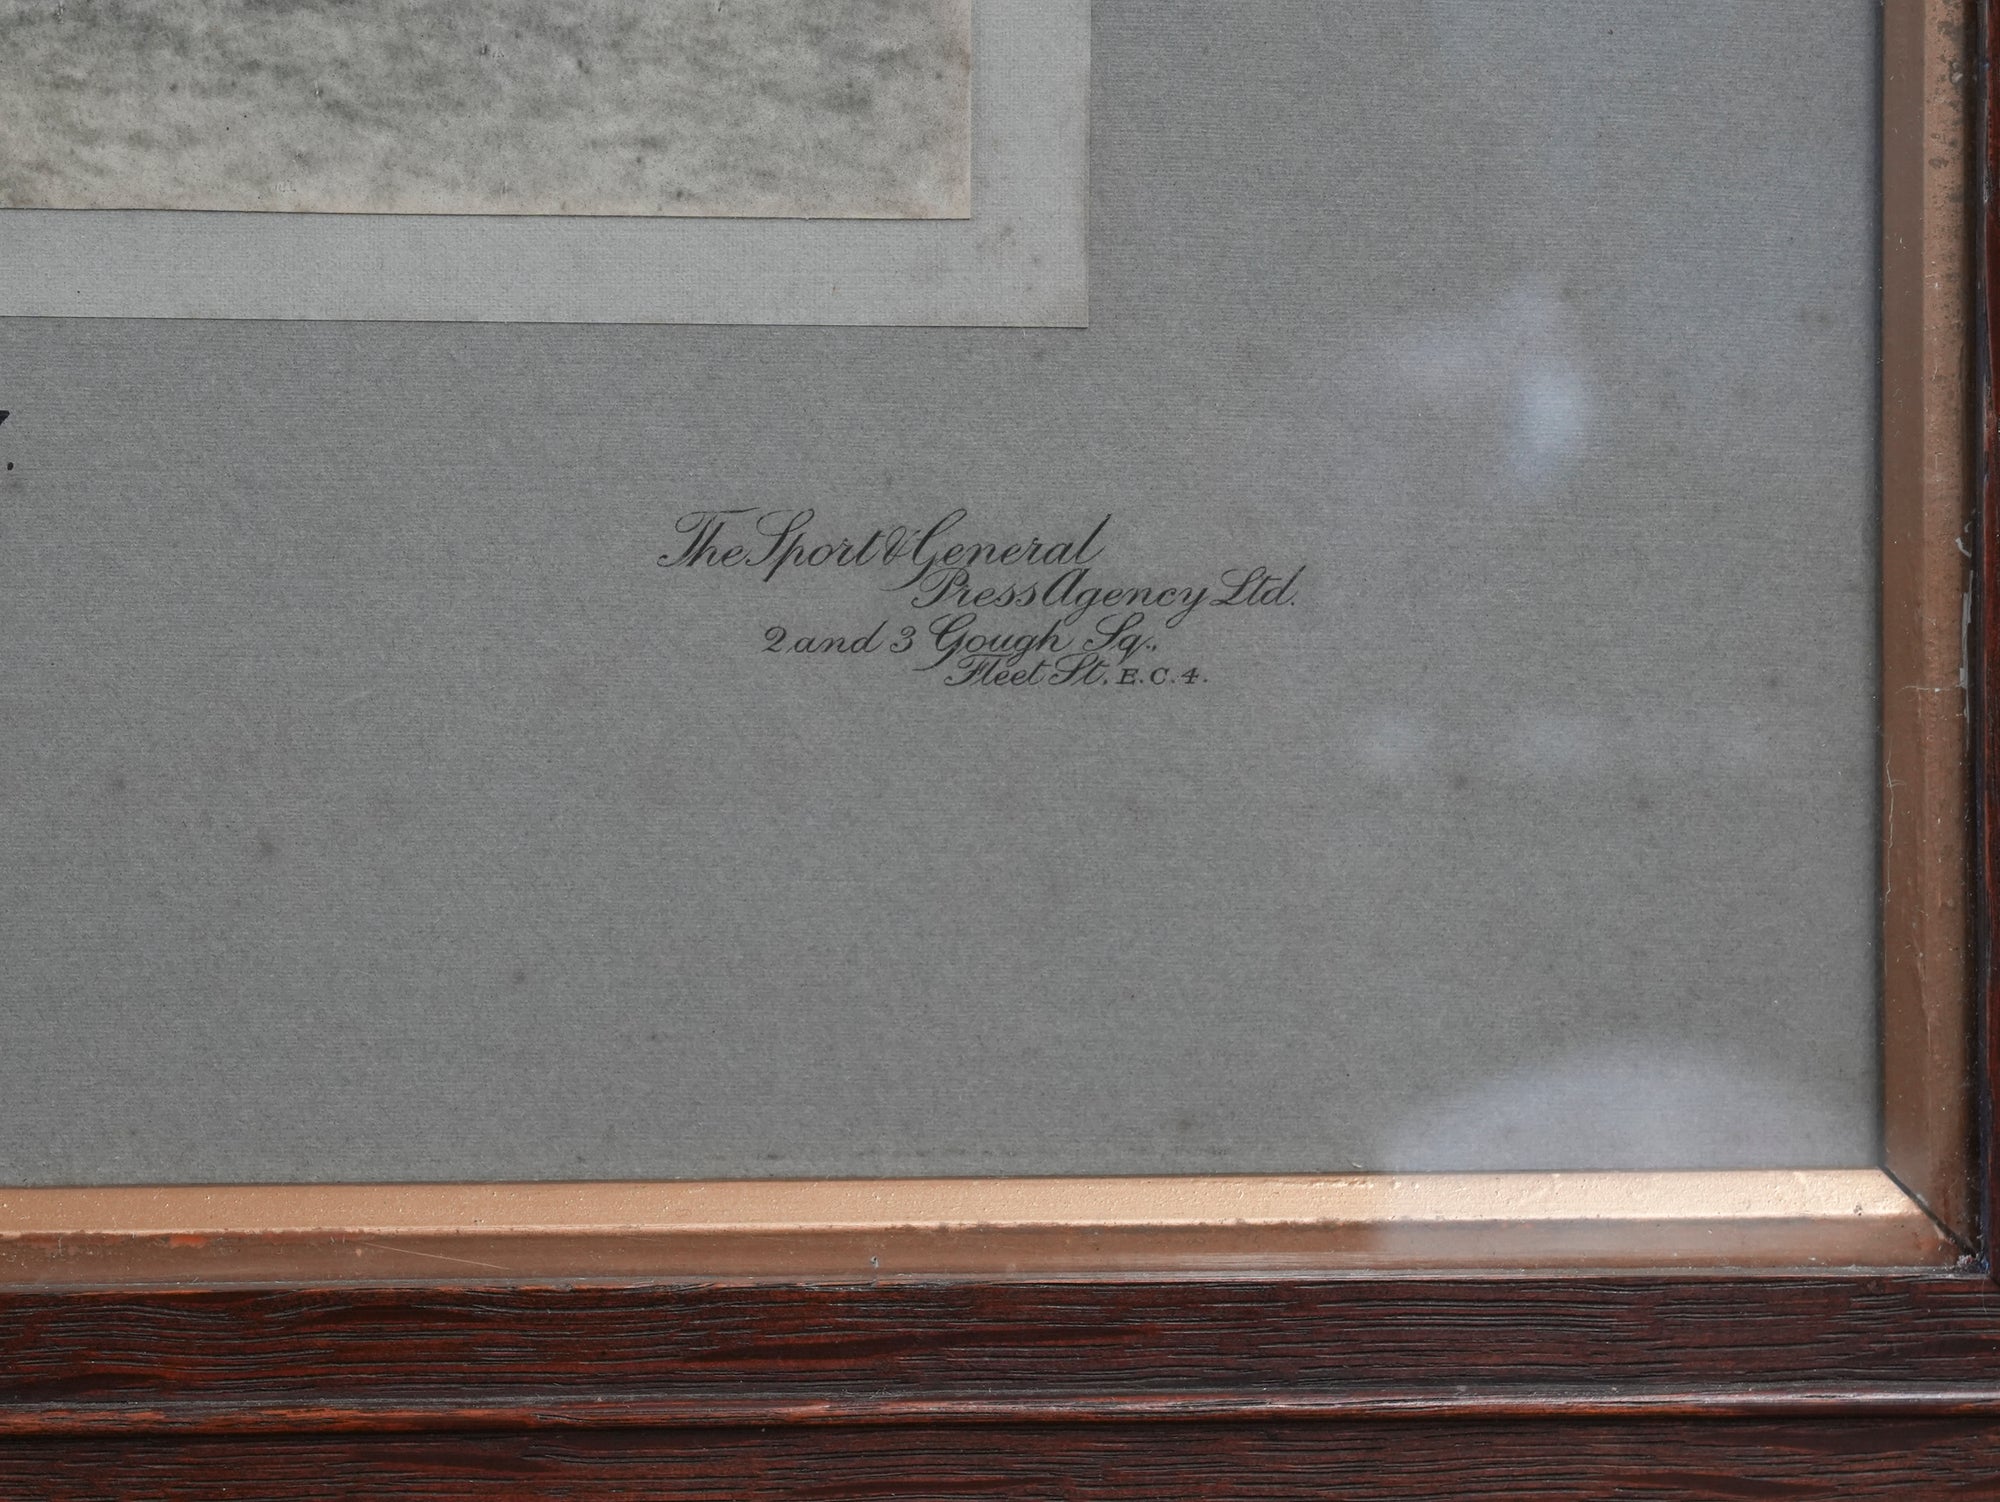 The Sport & General
Press Agency Ltd.
2 and 3 Gough Sq.,
Fleet St. E.C.4.